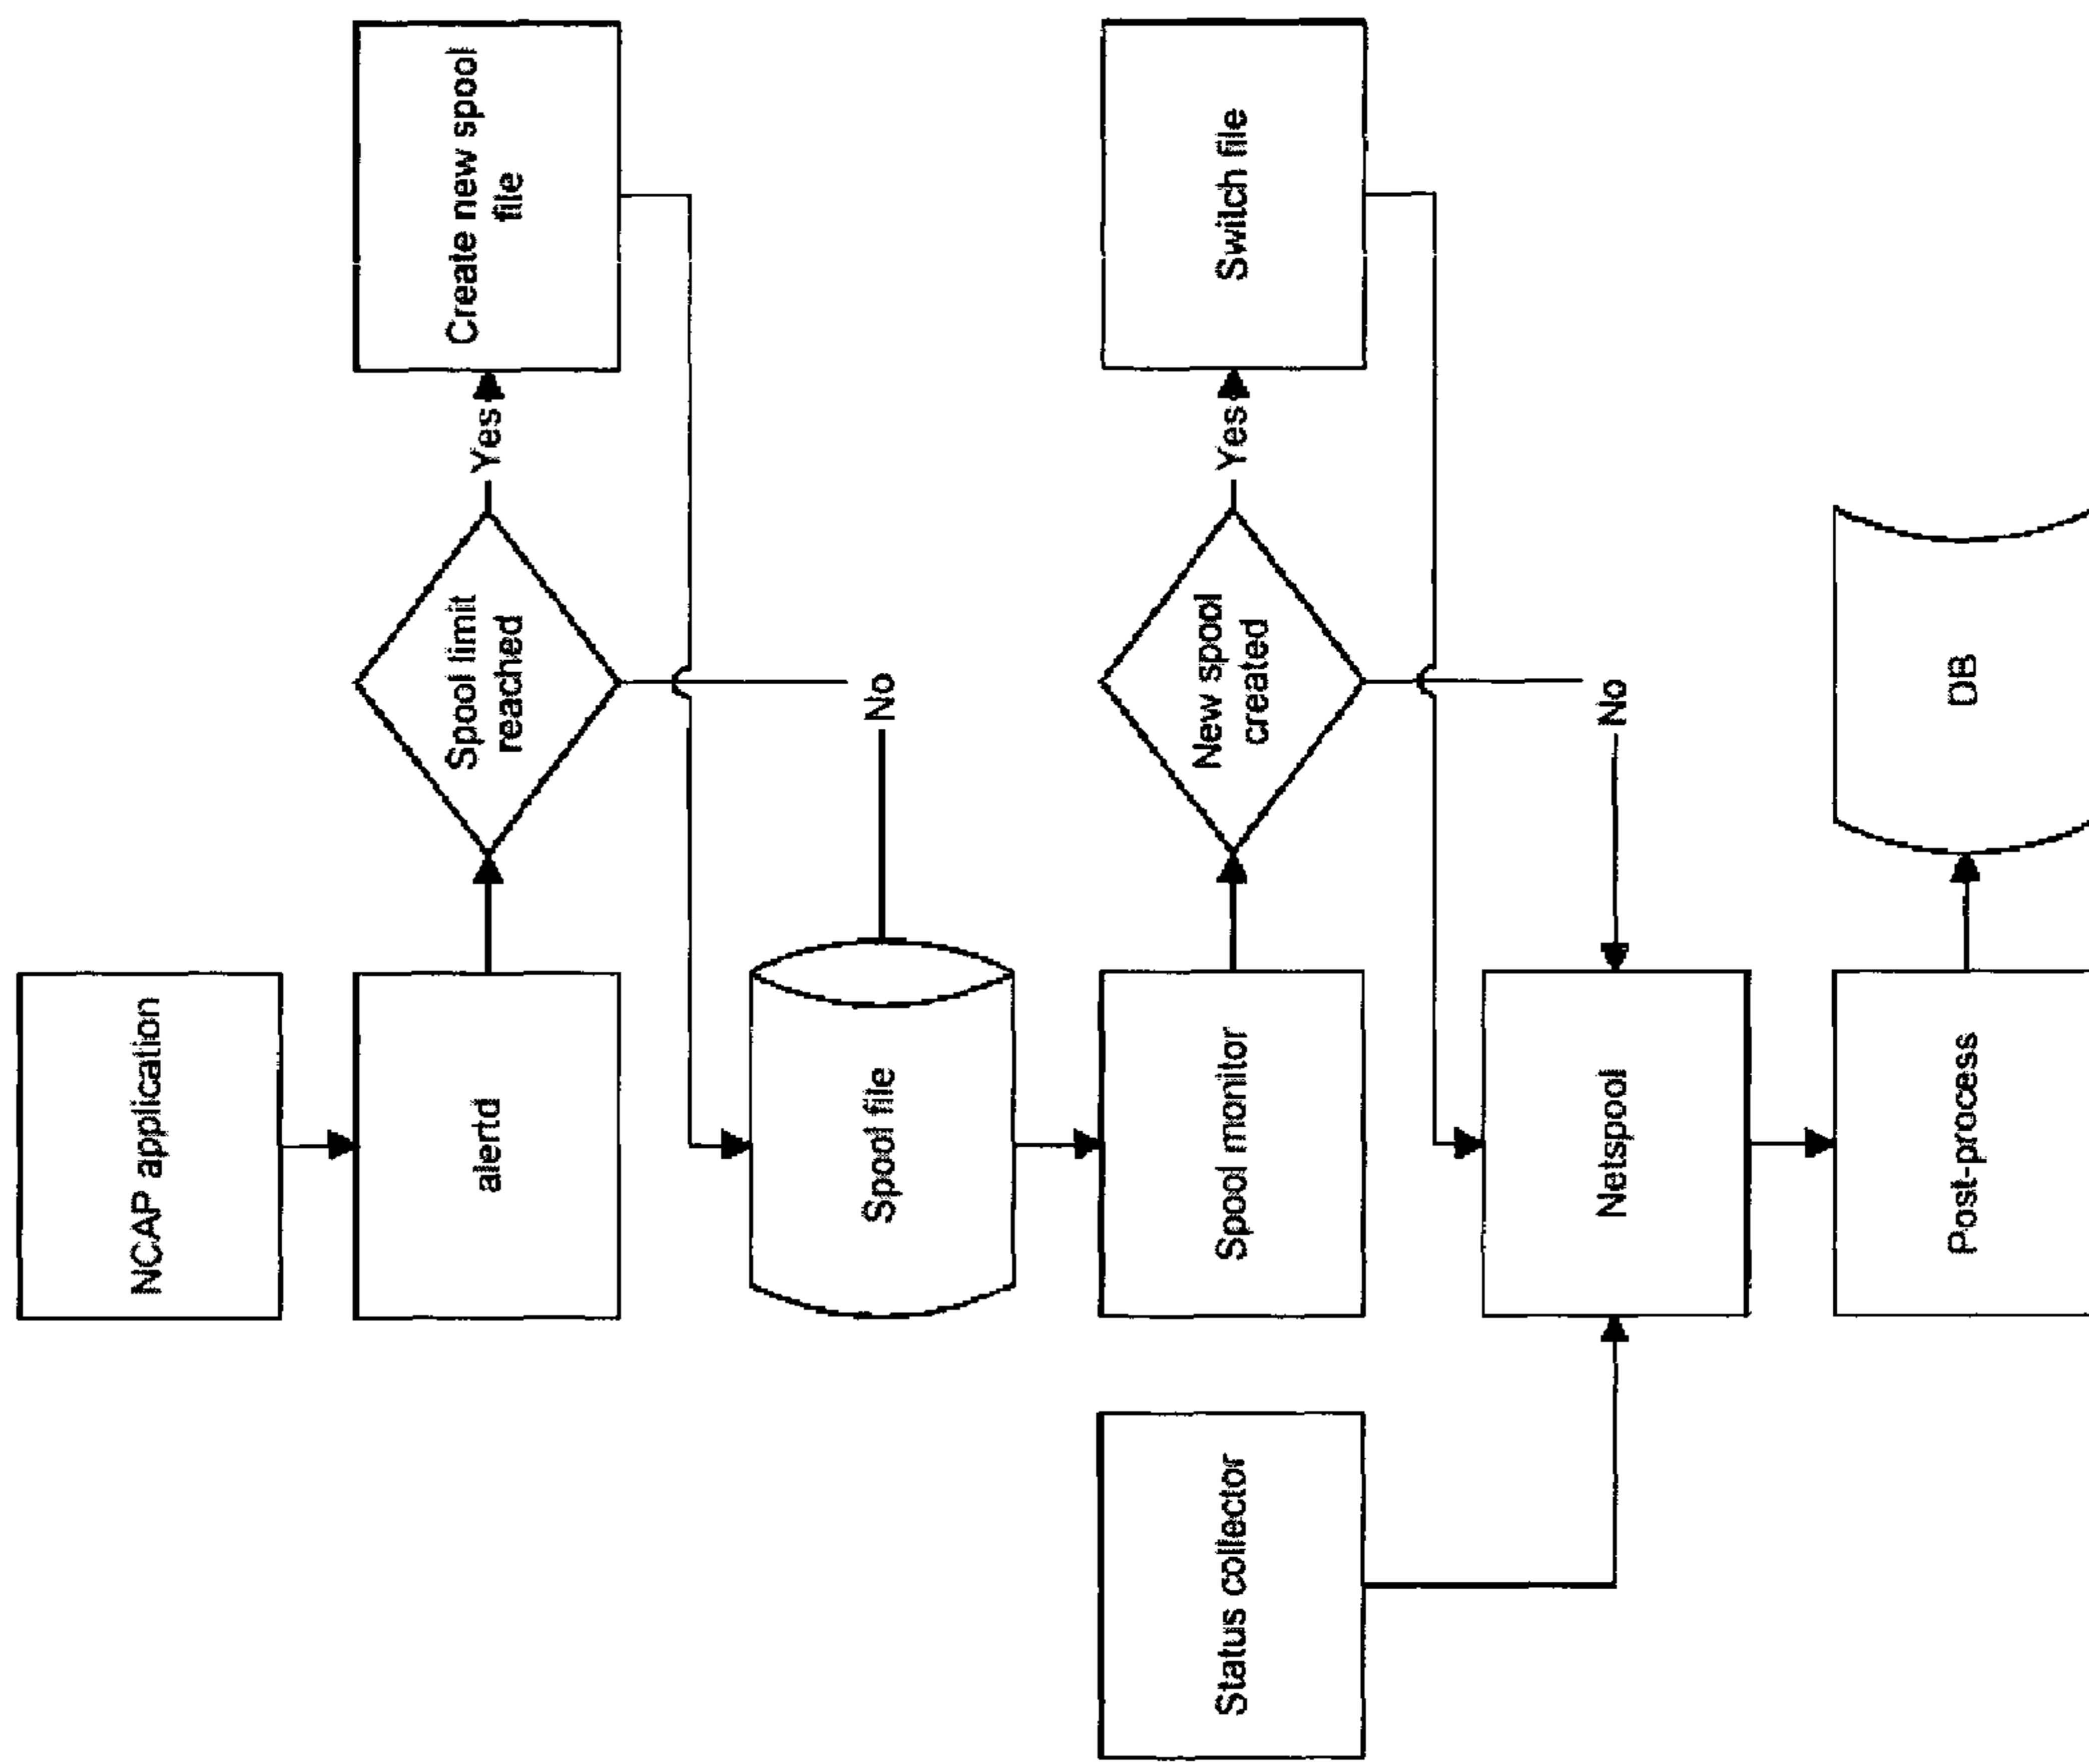 NCAP application
alertd
Spool limit
reached
Yes
Create new spool
file
No
Spool file
Spool monitor
New spool
created
Yes
Switch file
No
Status collector
Netspool
Post-process
DB